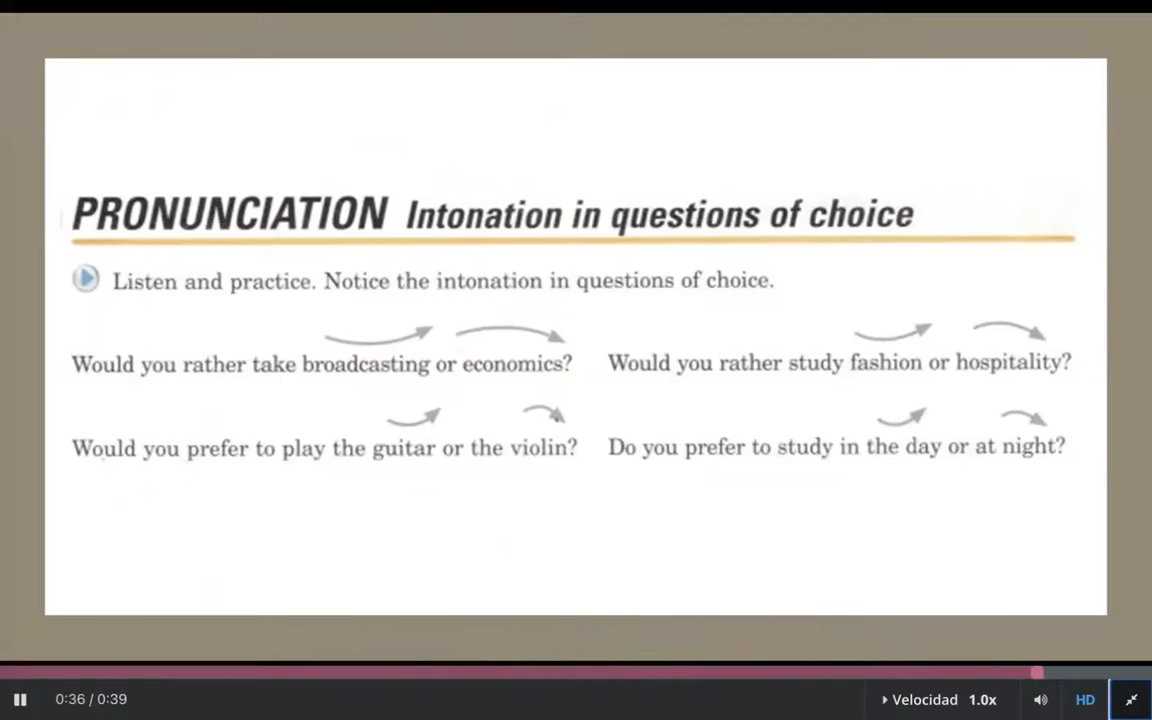 PRONUNCIATION Intonation in questions of choice
Listen and practice. Notice the intonation in questions of choice.
Would you rather take broadcasting or economics? Would you rather study fashion or hospitality?
Would you prefer to play the guitar or the violin? Do you prefer to study in the day or at night?
0:36 / 0:39 Velocidad 1.0x HD